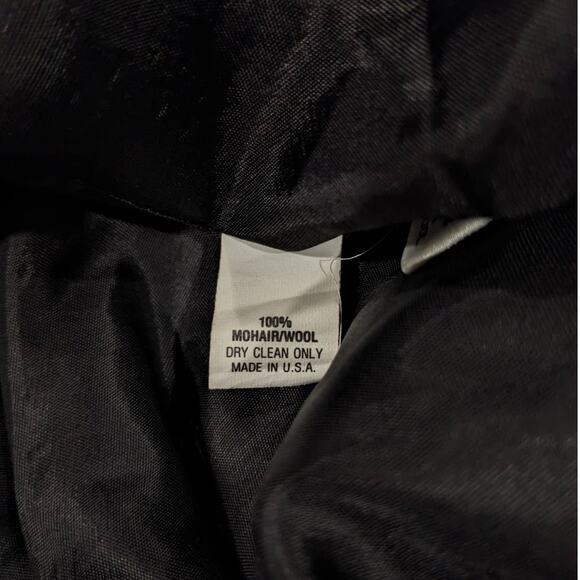 100%
MOHAIR/WOOL
DRY CLEAN ONLY
MADE IN U.S.A.